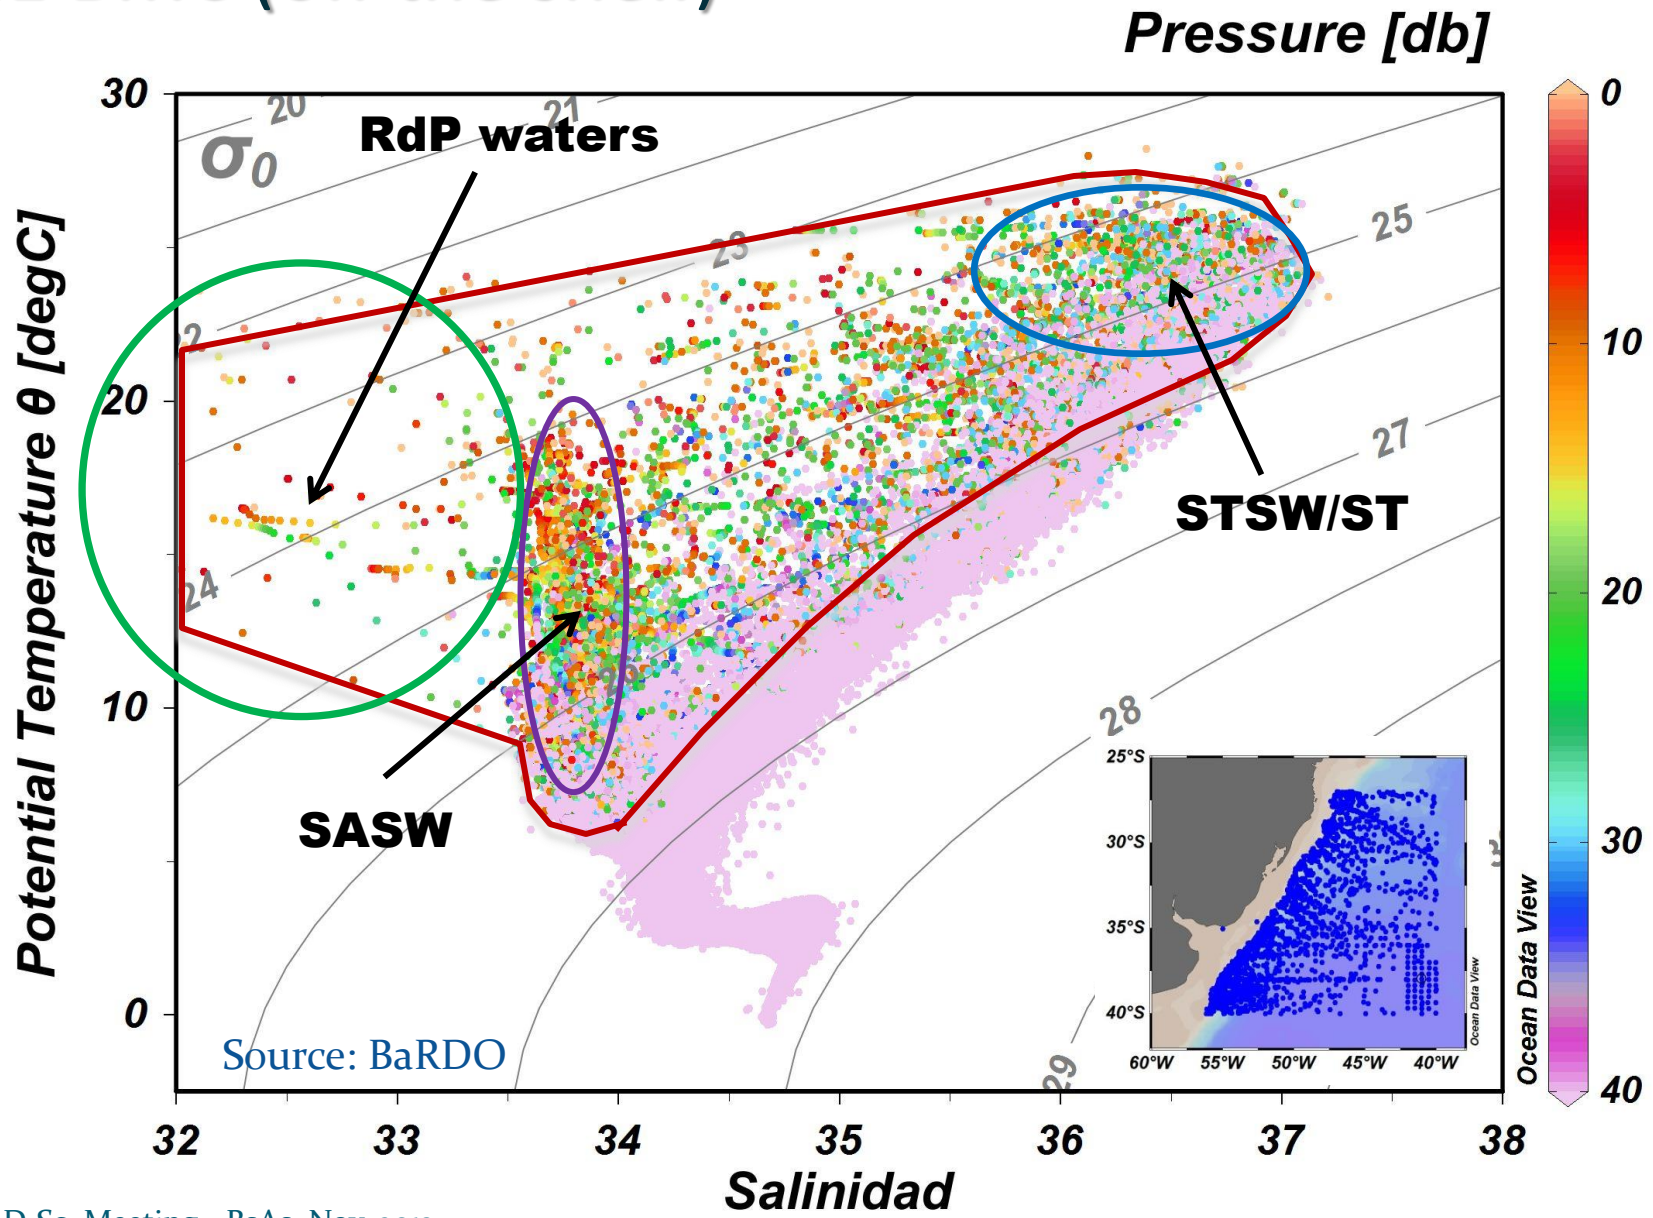 Pressure [db]
30
20
21
RdP waters
σ0
0
23
25
22
10
20
Potential Temperature θ [degC]
27
STSW/ST
24
20
26
10
28
SASW
25°S
30°S
30
35°S
40°S
Ocean Data View
Ocean Data View
0
Source: BaRDO
29
60°W 55°W 50°W 45°W 40°W
40
32 33 34 35 36 37 38
Salinidad